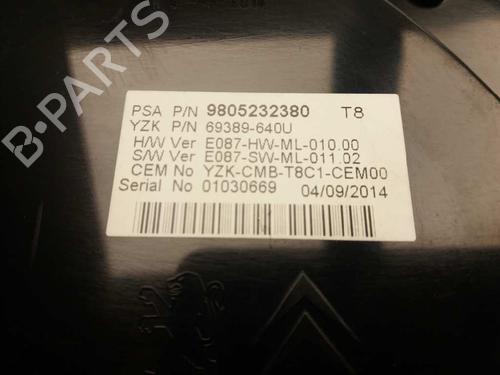 PSA P/N 9805232380 T8
YZK P/N 69389-640U
H/W Ver E087-HW-ML-010.00
S/W Ver E087-SW-ML-011.02
CEM No YZK-CMB-T8C1-CEM00
Serial No 01030669 04/09/2014
B-PARTS